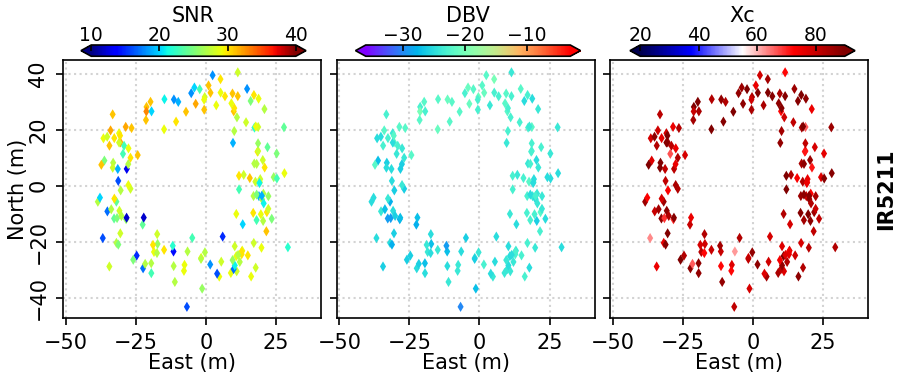 SNR DBV Xc
10 20 30 40 −30 −20 −10 20 40 60 80
40
20
0
−20
−40
North (m)
−50 −25 0 25 −50 −25 0 25 −50 −25 0 25
East (m) East (m) East (m)
IR5211